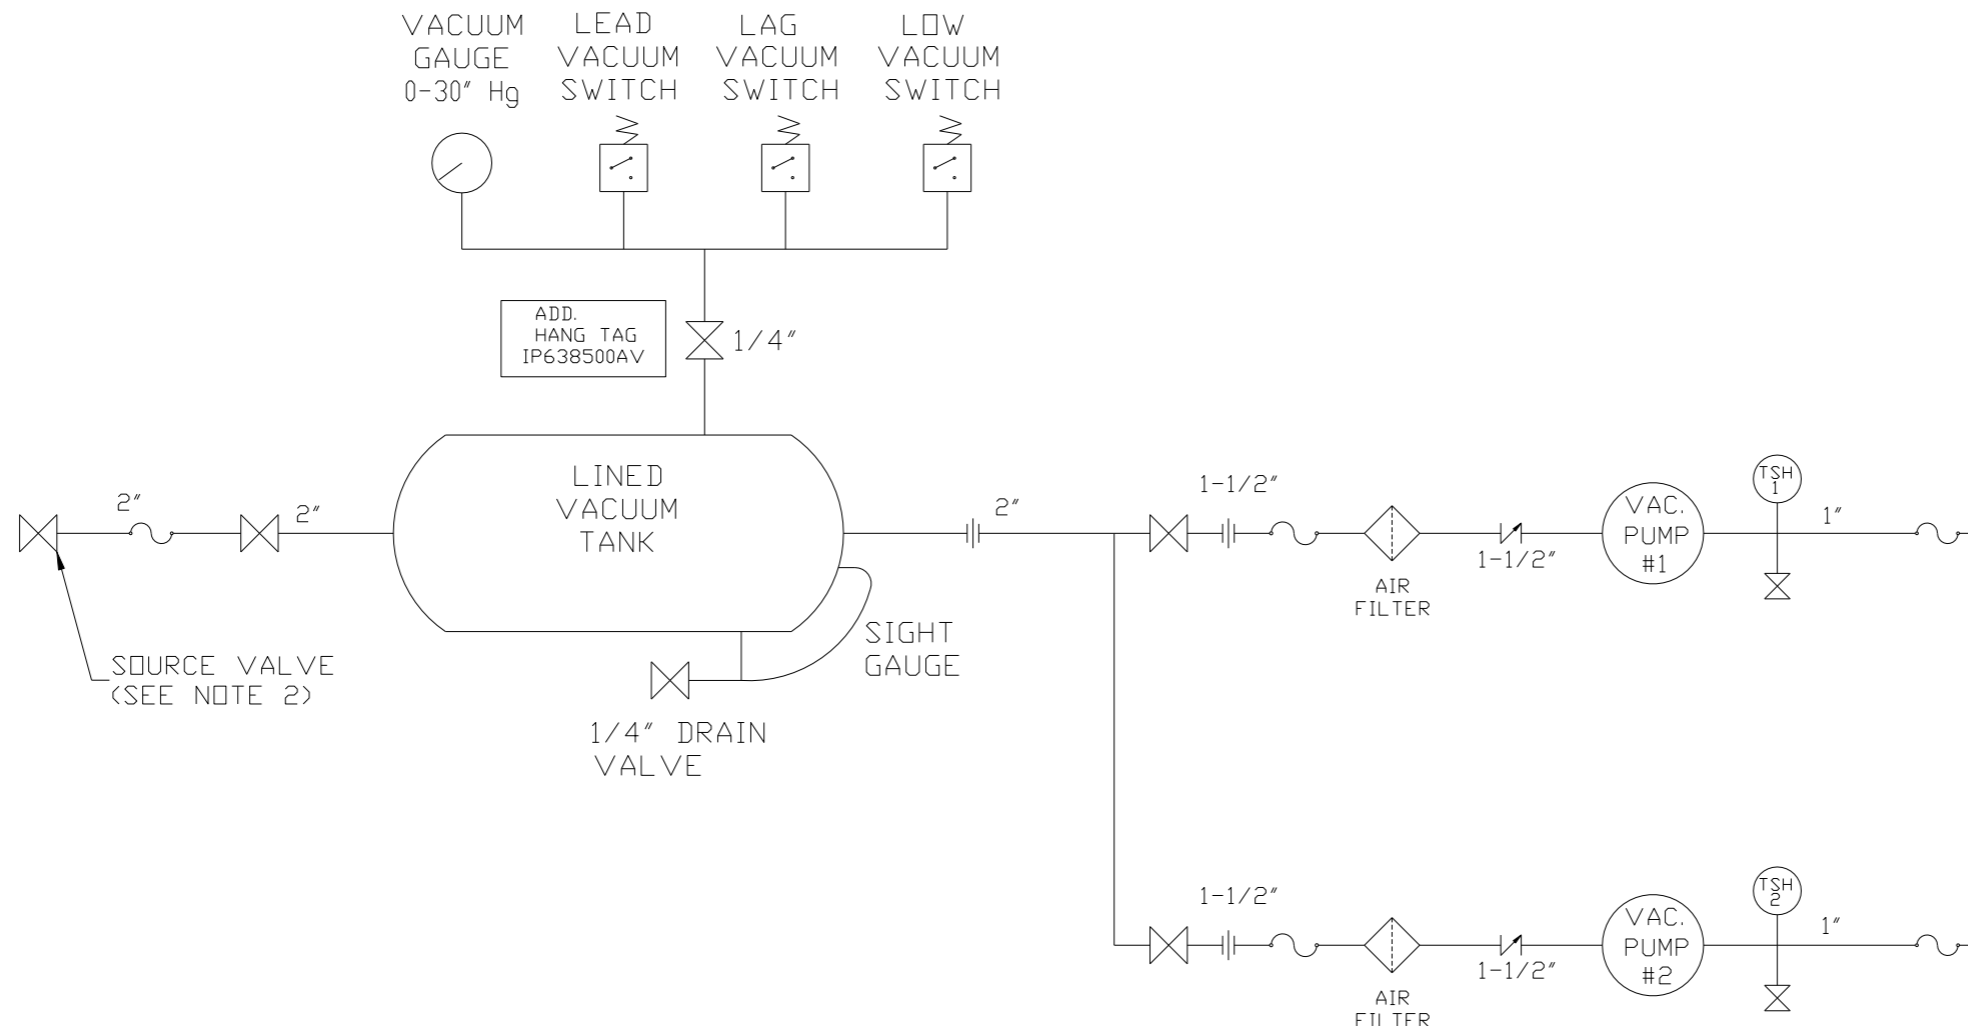 VACUUM
GAUGE
0-30" Hg
LEAD
VACUUM
SWITCH
LAG
VACUUM
SWITCH
LOW
VACUUM
SWITCH
ADD.
HANG TAG
IP638500AV
1/4"
LINED
VACUUM
TANK
2"
2"
2"
1-1/2"
AIR
FILTER
1-1/2"
VAC.
PUMP
#1
TSH
1
1"
SOURCE VALVE
(SEE NOTE 2)
SIGHT
GAUGE
1/4" DRAIN
VALVE
1-1/2"
AIR
FILTER
1-1/2"
VAC.
PUMP
#2
TSH
2
1"